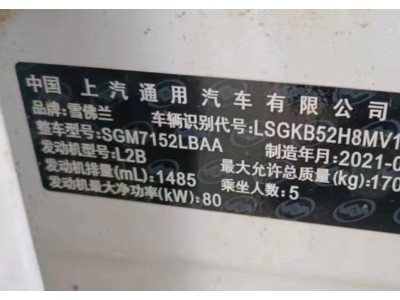 中国 上汽通用汽车有限公司
品牌:雪佛兰 车辆识别代号:LSGKB52H8MV1
整车型号:SGM7152LBAA 制造年月:2021-0
发动机型号:L2B 最大允许总质量(kg):170
发动机排量(mL):1485 乘坐人数:5
发动机最大净功率(kW):80